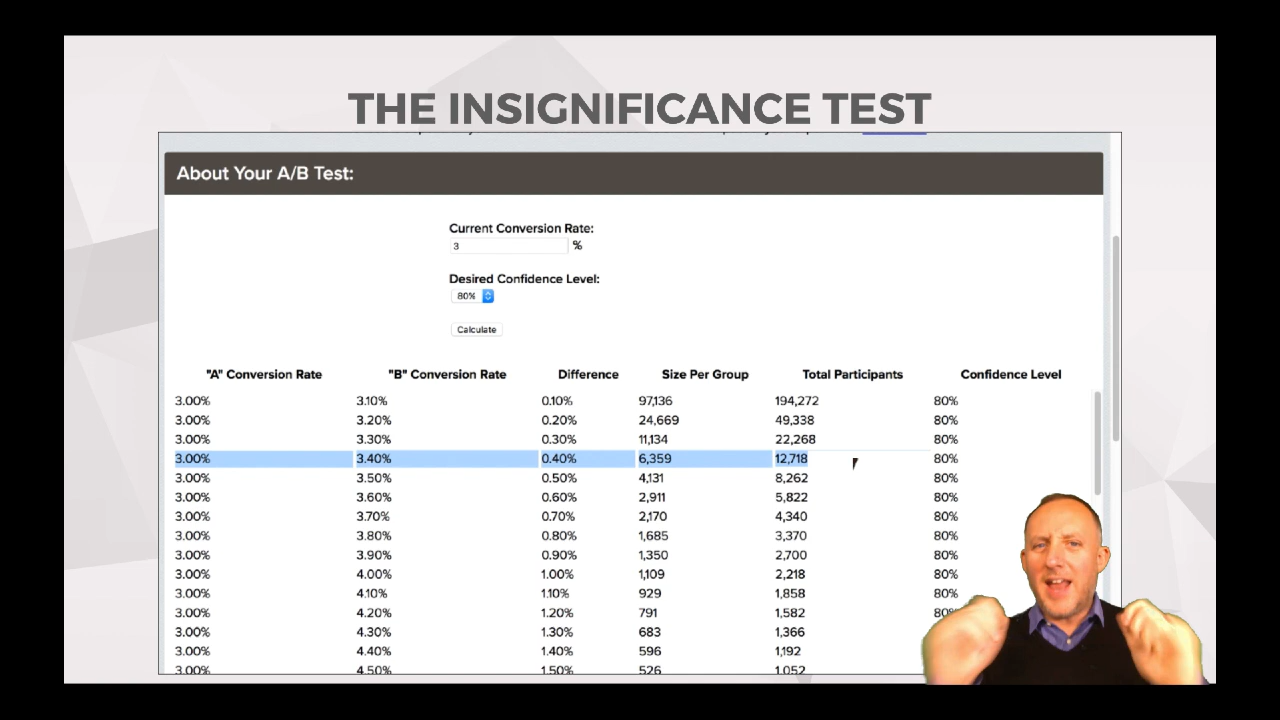 THE INSIGNIFICANCE TEST
About Your A/B Test:
Current Conversion Rate:
3 %
Desired Confidence Level:
80%
Calculate
"A" Conversion Rate "B" Conversion Rate Difference Size Per Group Total Participants Confidence Level
3.00% 3.10% 0.10% 97,136 194,272 80%
3.00% 3.20% 0.20% 24,669 49,338 80%
3.00% 3.30% 0.30% 11,134 22,268 80%
3.00% 3.40% 0.40% 6,359 12,718 80%
3.00% 3.50% 0.50% 4,131 8,262 80%
3.00% 3.60% 0.60% 2,911 5,822 80%
3.00% 3.70% 0.70% 2,170 4,340 80%
3.00% 3.80% 0.80% 1,685 3,370 80%
3.00% 3.90% 0.90% 1,350 2,700 80%
3.00% 4.00% 1.00% 1,109 2,218 80%
3.00% 4.10% 1.10% 929 1,858 80%
3.00% 4.20% 1.20% 791 1,582 80%
3.00% 4.30% 1.30% 683 1,366
3.00% 4.40% 1.40% 596 1,192
3.00% 4.50% 1.50% 526 1,052